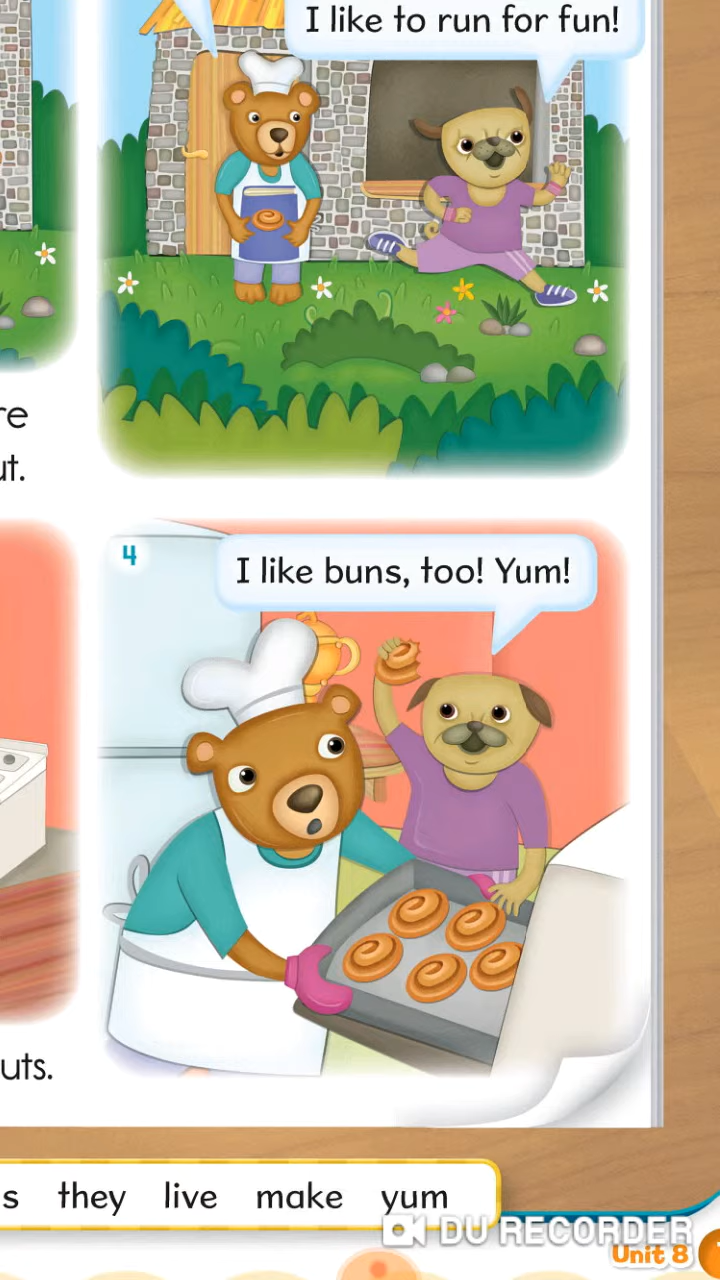 I like to run for fun!
re
ut.
4
I like buns, too! Yum!
uts.
s they live make yum
DU RECORDER
Unit 8